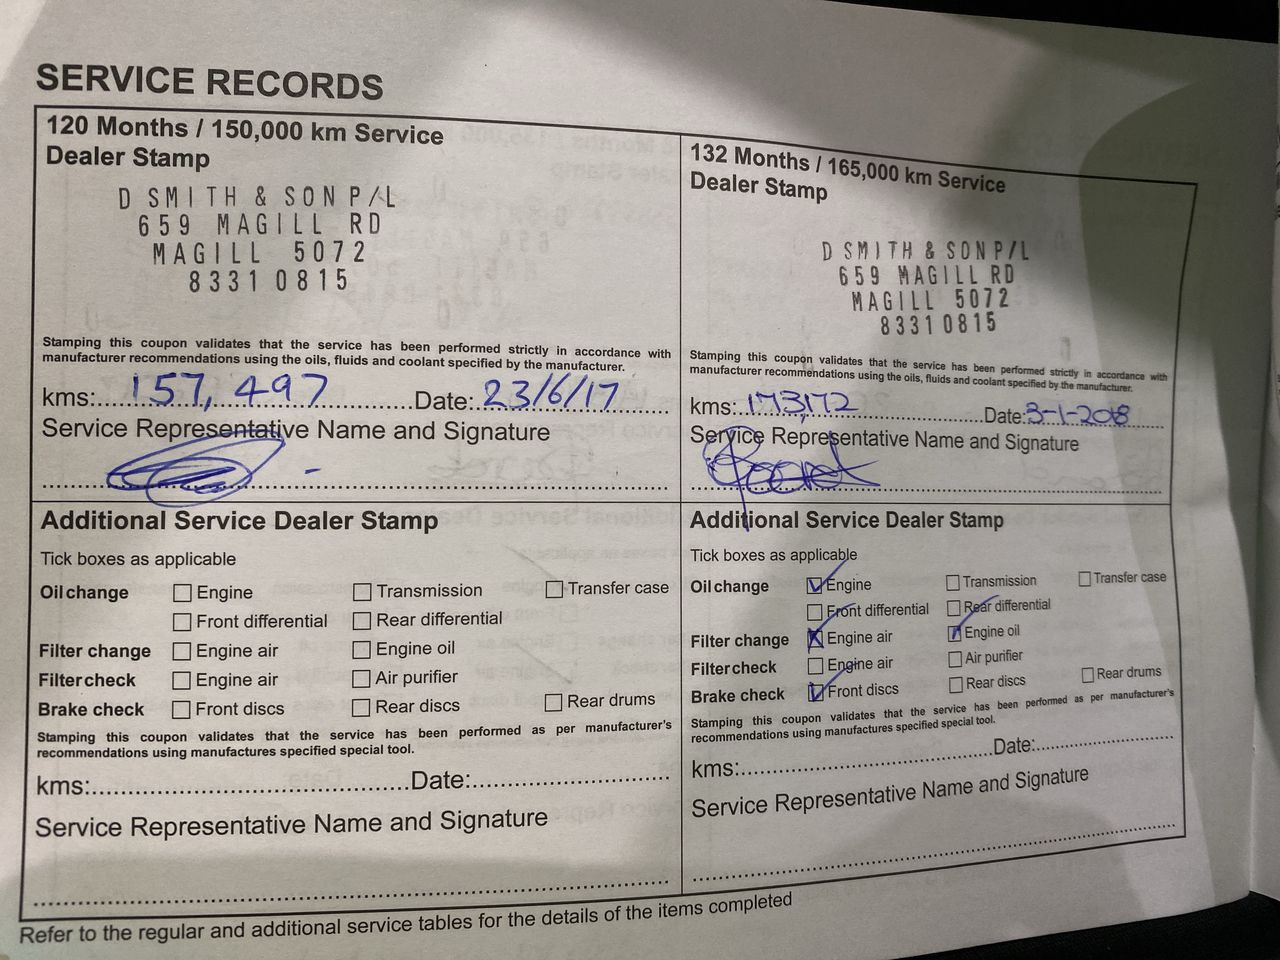 SERVICE RECORDS
120 Months / 150,000 km Service
Dealer Stamp
D SMITH & SON P/L
659 MAGILL RD
MAGILL 5072
8331 0815
Stamping this coupon validates that the service has been performed strictly in accordance with
manufacturer recommendations using the oils, fluids and coolant specified by the manufacturer.
kms: 157,497 Date: 23/6/17
Service Representative Name and Signature
Additional Service Dealer Stamp
Tick boxes as applicable
Oil change Engine Transmission Transfer case
Front differential Rear differential
Filter change Engine air Engine oil
Filter check Engine air Air purifier
Brake check Front discs Rear discs Rear drums
Stamping this coupon validates that the service has been performed as per manufacturer's
recommendations using manufactures specified special tool.
kms: Date:
Service Representative Name and Signature
132 Months / 165,000 km Service
Dealer Stamp
D SMITH & SON P/L
659 MAGILL RD
MAGILL 5072
8331 0815
Stamping this coupon validates that the service has been performed strictly in accordance with
manufacturer recommendations using the oils, fluids and coolant specified by the manufacturer.
kms: 173,172 Date: 3-1-2018
Service Representative Name and Signature
Additional Service Dealer Stamp
Tick boxes as applicable
Oil change Engine Transmission Transfer case
Front differential Rear differential
Filter change Engine air Engine oil
Filter check Engine air Air purifier
Brake check Front discs Rear discs Rear drums
Stamping this coupon validates that the service has been performed as per manufacturer's
recommendations using manufactures specified special tool.
kms: Date:
Service Representative Name and Signature
Refer to the regular and additional service tables for the details of the items completed